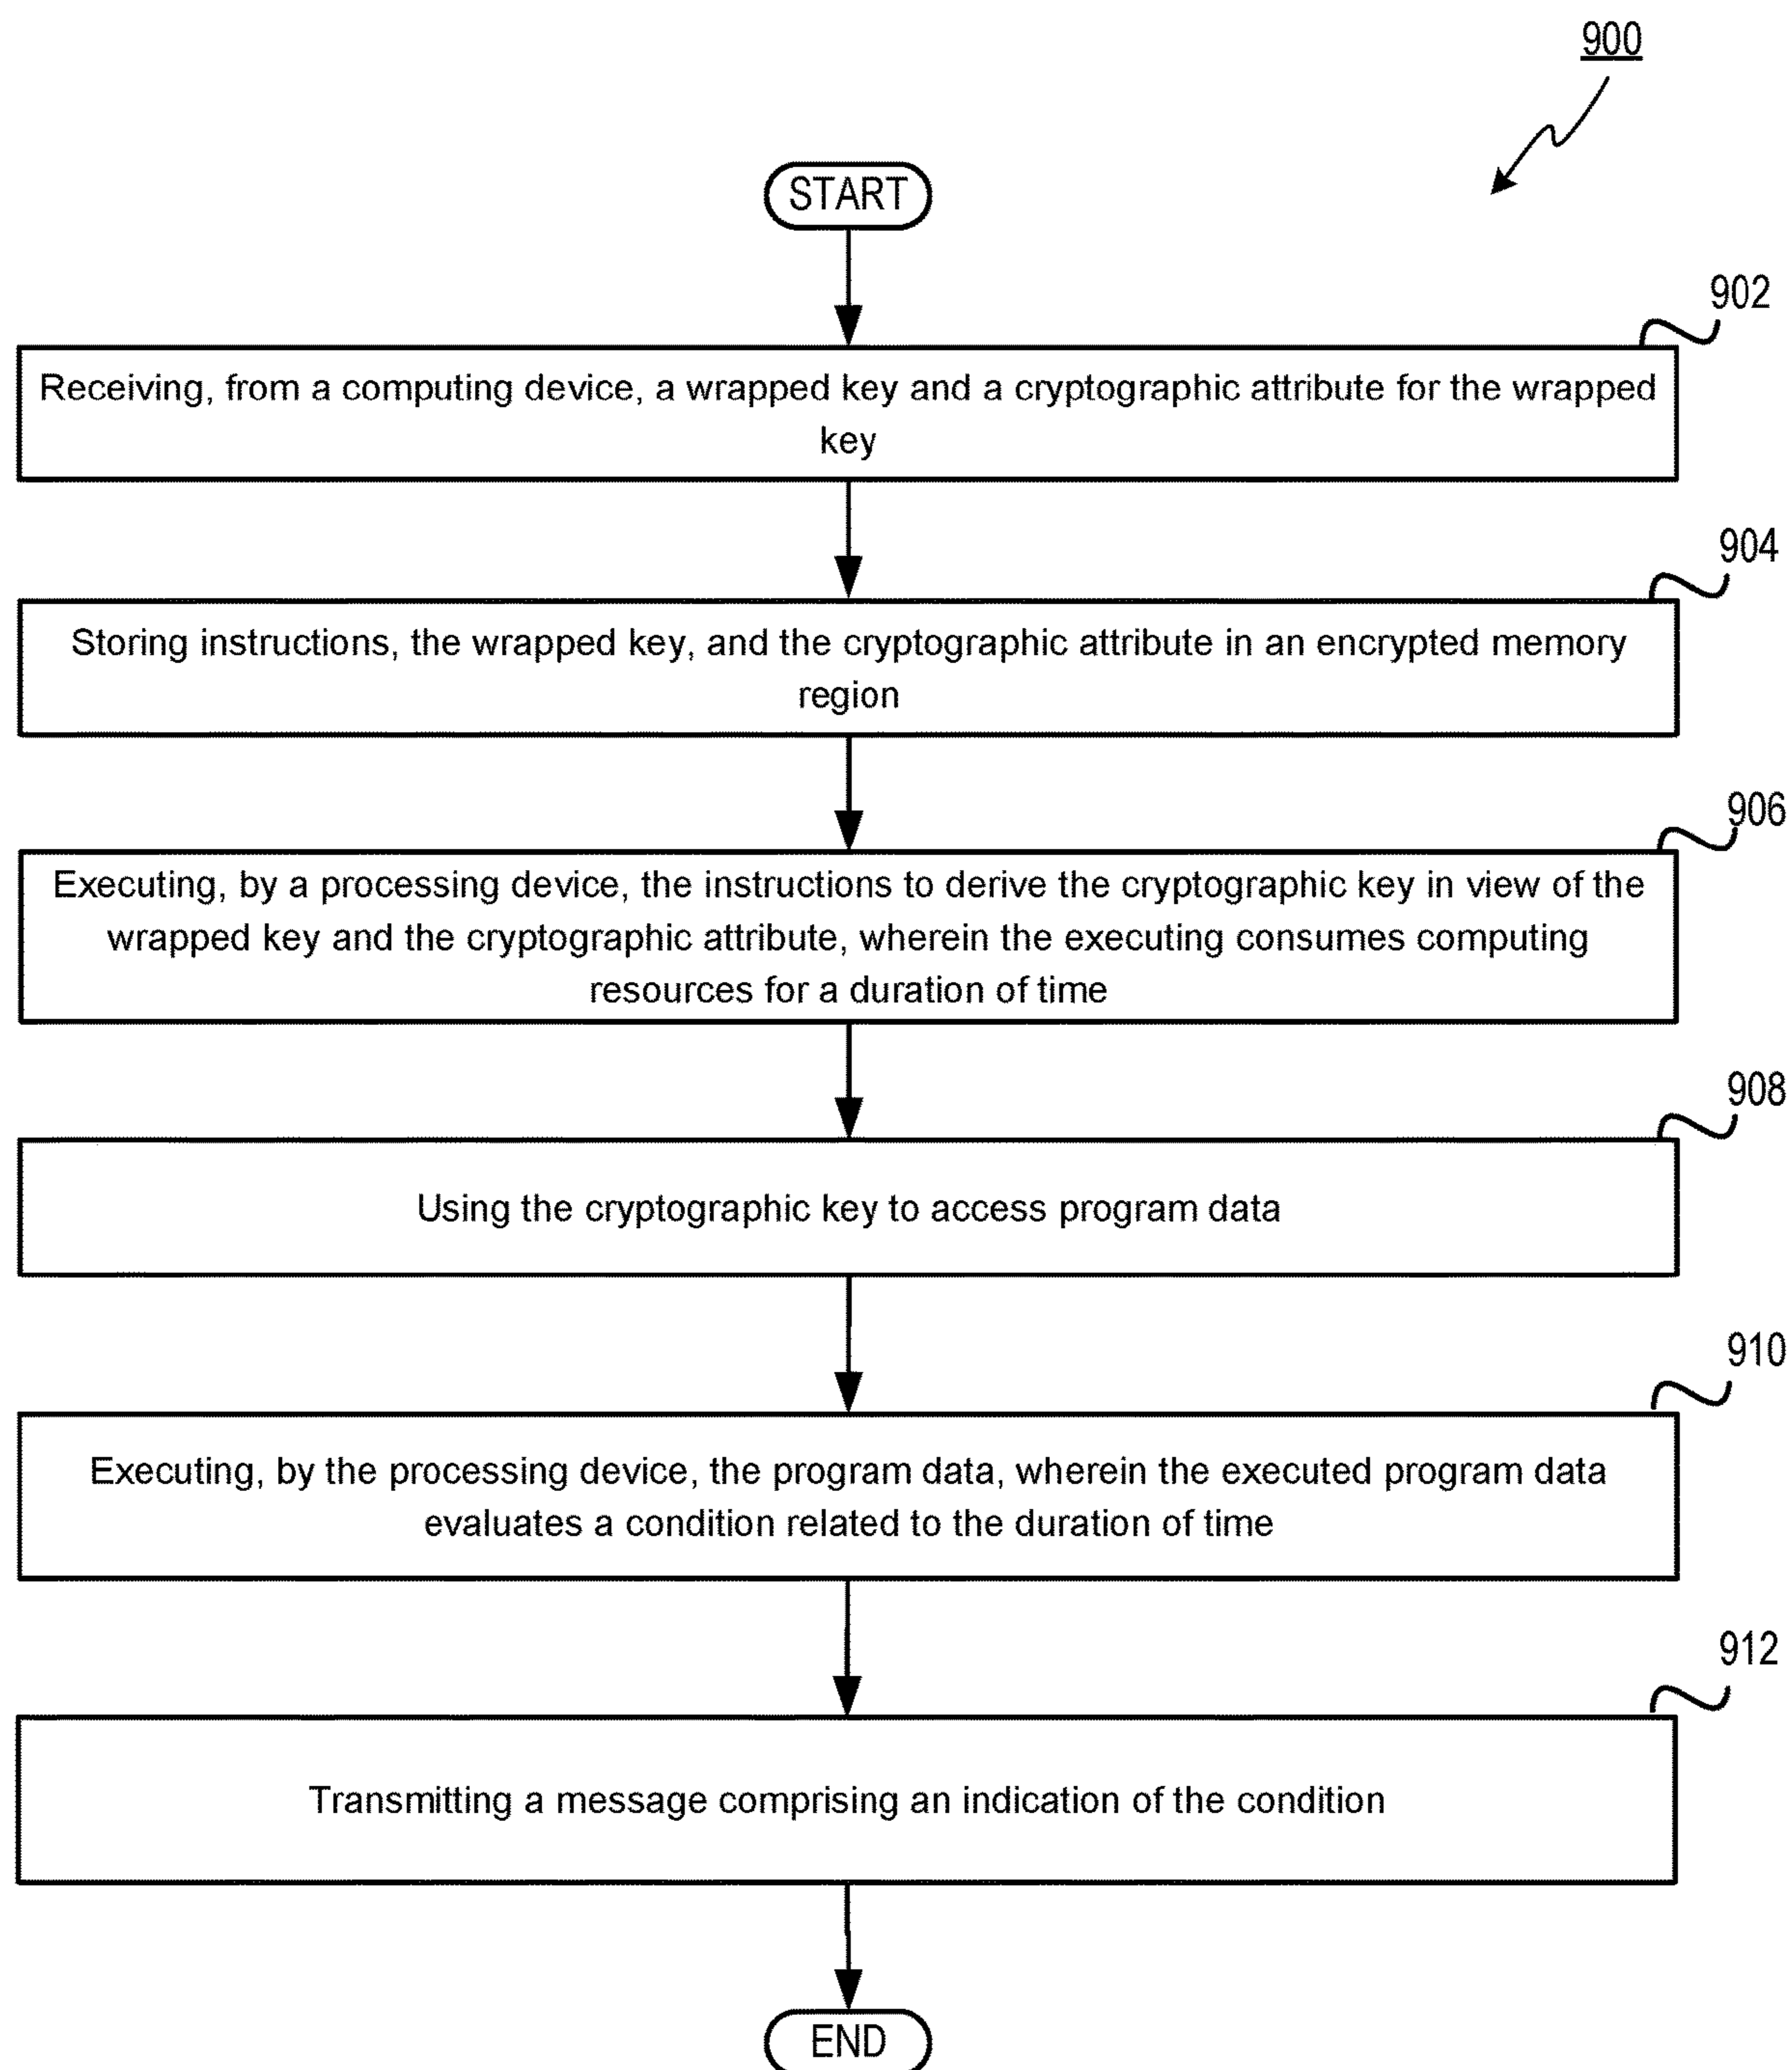 900
START
902
Receiving, from a computing device, a wrapped key and a cryptographic attribute for the wrapped
key
904
Storing instructions, the wrapped key, and the cryptographic attribute in an encrypted memory
region
906
Executing, by a processing device, the instructions to derive the cryptographic key in view of the
wrapped key and the cryptographic attribute, wherein the executing consumes computing
resources for a duration of time
908
Using the cryptographic key to access program data
910
Executing, by the processing device, the program data, wherein the executed program data
evaluates a condition related to the duration of time
912
Transmitting a message comprising an indication of the condition
END